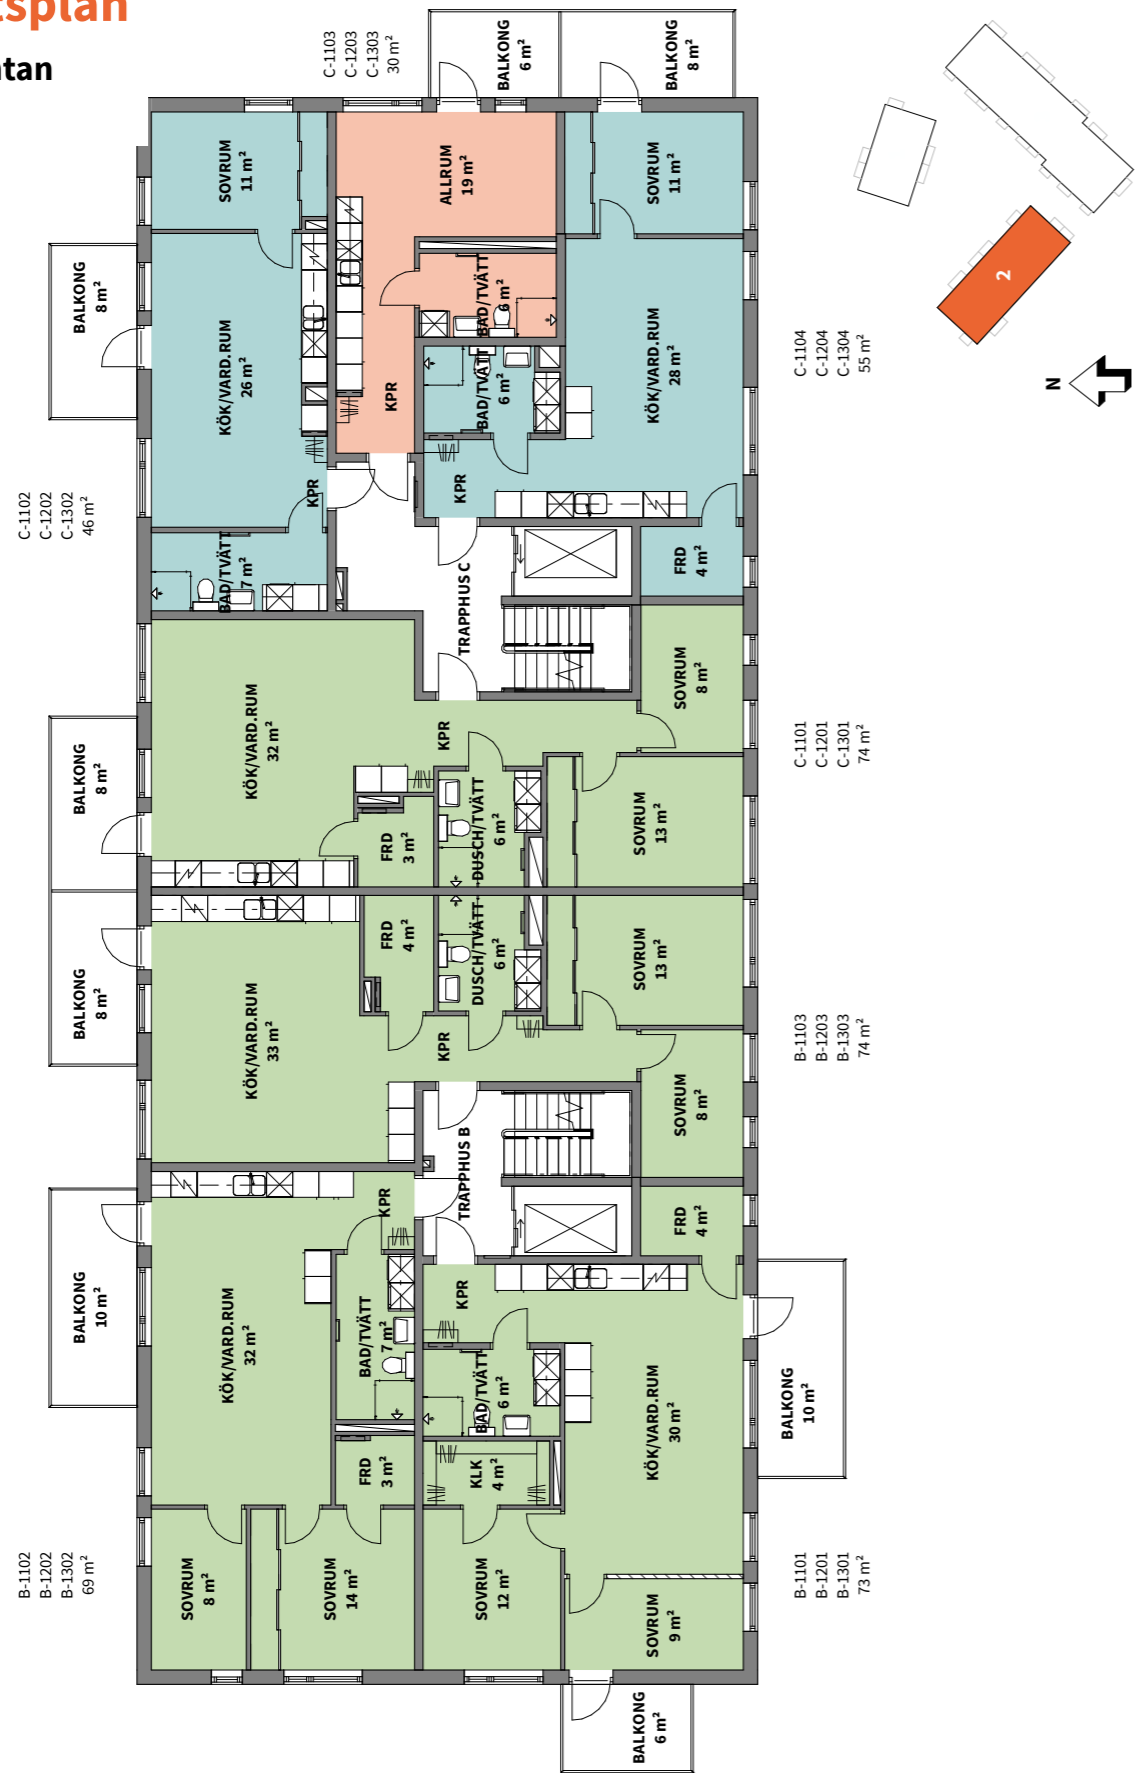 tsplan
ntan
C-1103
C-1203
C-1303
30 m²
BALKONG
6 m²
BALKONG
8 m²
SOVRUM
11 m²
ALLRUM
19 m²
SOVRUM
11 m²
BALKONG
8 m²
KÖK/VARD.RUM
26 m²
BAD/TVÄTT
6 m²
KPR
BAD/TVÄTT
6 m²
KÖK/VARD.RUM
28 m²
C-1104
C-1204
C-1304
55 m²
2
N
C-1102
C-1202
C-1302
46 m²
KPR
KPR
BAD/TVÄTT
7 m²
TRAPPHUS C
FRD
4 m²
SOVRUM
8 m²
KÖK/VARD.RUM
32 m²
KPR
C-1101
C-1201
C-1301
74 m²
BALKONG
8 m²
FRD
3 m²
DUSCH/TVÄTT
6 m²
SOVRUM
13 m²
BALKONG
8 m²
KÖK/VARD.RUM
33 m²
FRD
4 m²
DUSCH/TVÄTT
6 m²
SOVRUM
13 m²
KPR
B-1103
B-1203
B-1303
74 m²
SOVRUM
8 m²
TRAPPHUS B
KPR
FRD
4 m²
BALKONG
10 m²
KÖK/VARD.RUM
32 m²
BAD/TVÄTT
7 m²
KPR
BAD/TVÄTT
6 m²
KÖK/VARD.RUM
30 m²
BALKONG
10 m²
FRD
3 m²
KLK
4 m²
B-1102
B-1202
B-1302
69 m²
SOVRUM
8 m²
SOVRUM
14 m²
SOVRUM
12 m²
SOVRUM
9 m²
B-1101
B-1201
B-1301
73 m²
BALKONG
6 m²